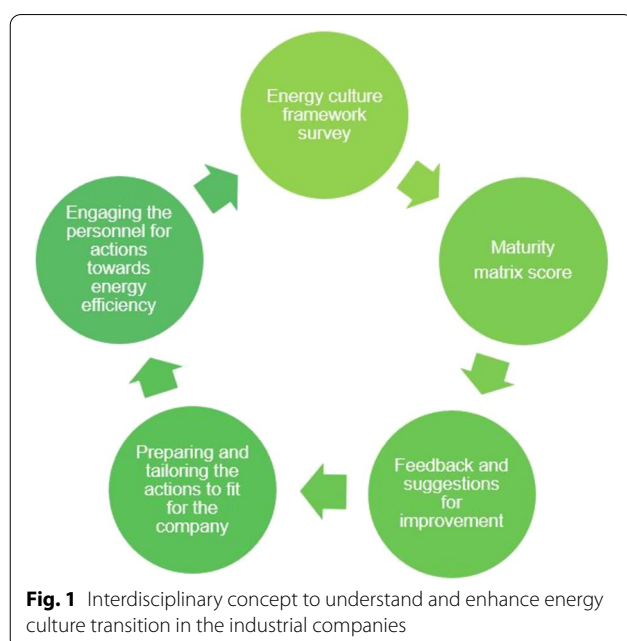 Energy culture
framework
survey
Maturity
matrix score
Feedback and
suggestions
for
improvement
Preparing and
tailoring the
actions to fit
for the
company
Engaging the
personnel for
actions
towards
energy
efficiency
Fig. 1 Interdisciplinary concept to understand and enhance energy
culture transition in the industrial companies